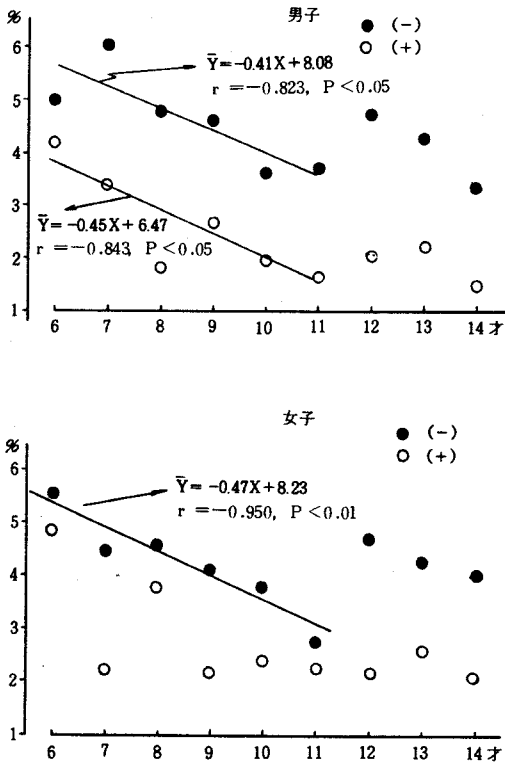 男子
%
● (−)
○ (+)
6
5
4
3
2
1
Ȳ=−0.41X+8.08
r =−0.823, P<0.05
Ȳ=−0.45X+6.47
r =−0.843, P<0.05
6 7 8 9 10 11 12 13 14才
女子
%
● (−)
○ (+)
6
5
4
3
2
1
Ȳ= −0.47X+8.23
r =−0.950, P<0.01
6 7 8 9 10 11 12 13 14才